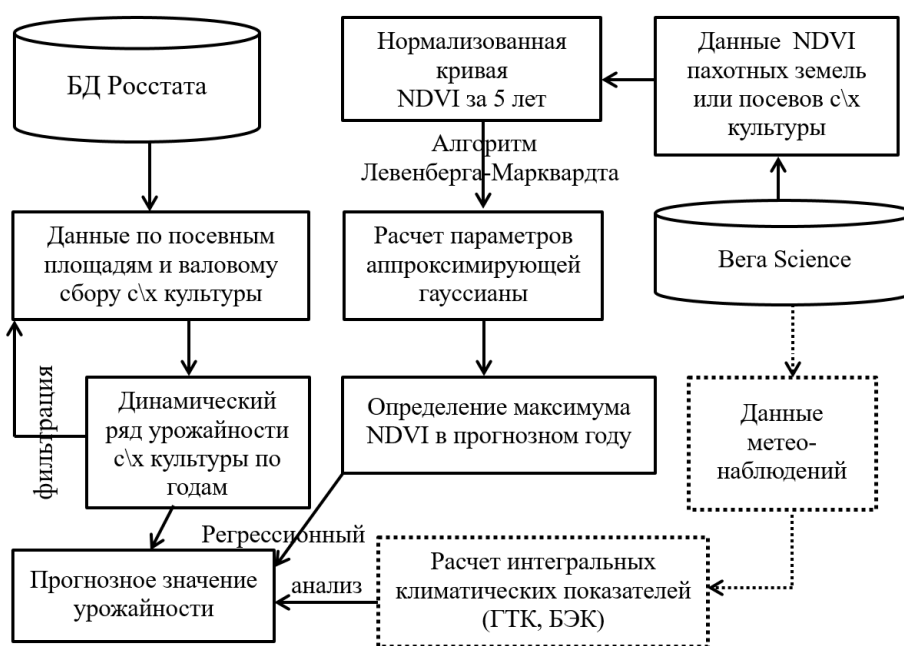 БД Росстата
Нормализованная
кривая
NDVI за 5 лет
Данные NDVI
пахотных земель
или посевов с\х
культуры
Алгоритм
Левенберга-Марквардта
Данные по посевным
площадям и валовому
сбору с\х культуры
Расчет параметров
аппроксимирующей
гауссианы
Вега Science
фильтрация
Динамический
ряд урожайности
с\х культуры по
годам
Определение максимума
NDVI в прогнозном году
Данные
метео-
наблюдений
Регрессионный
анализ
Прогнозное значение
урожайности
Расчет интегральных
климатических показателей
(ГТК, БЭК)